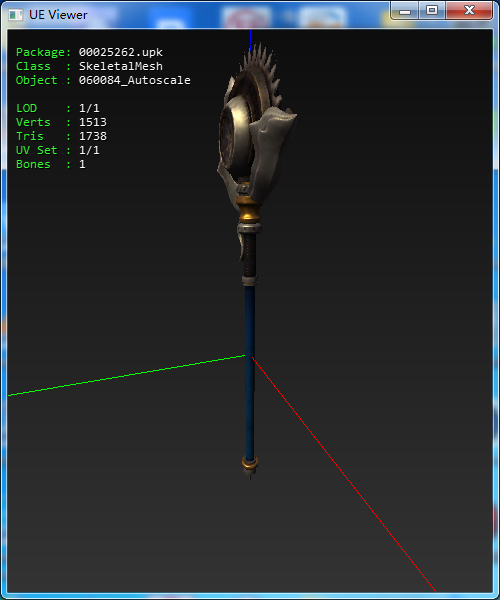 UE Viewer
Package: 00025262.upk
Class : SkeletalMesh
Object : 060084_Autoscale
LOD : 1/1
Verts : 1513
Tris : 1738
UV Set : 1/1
Bones : 1